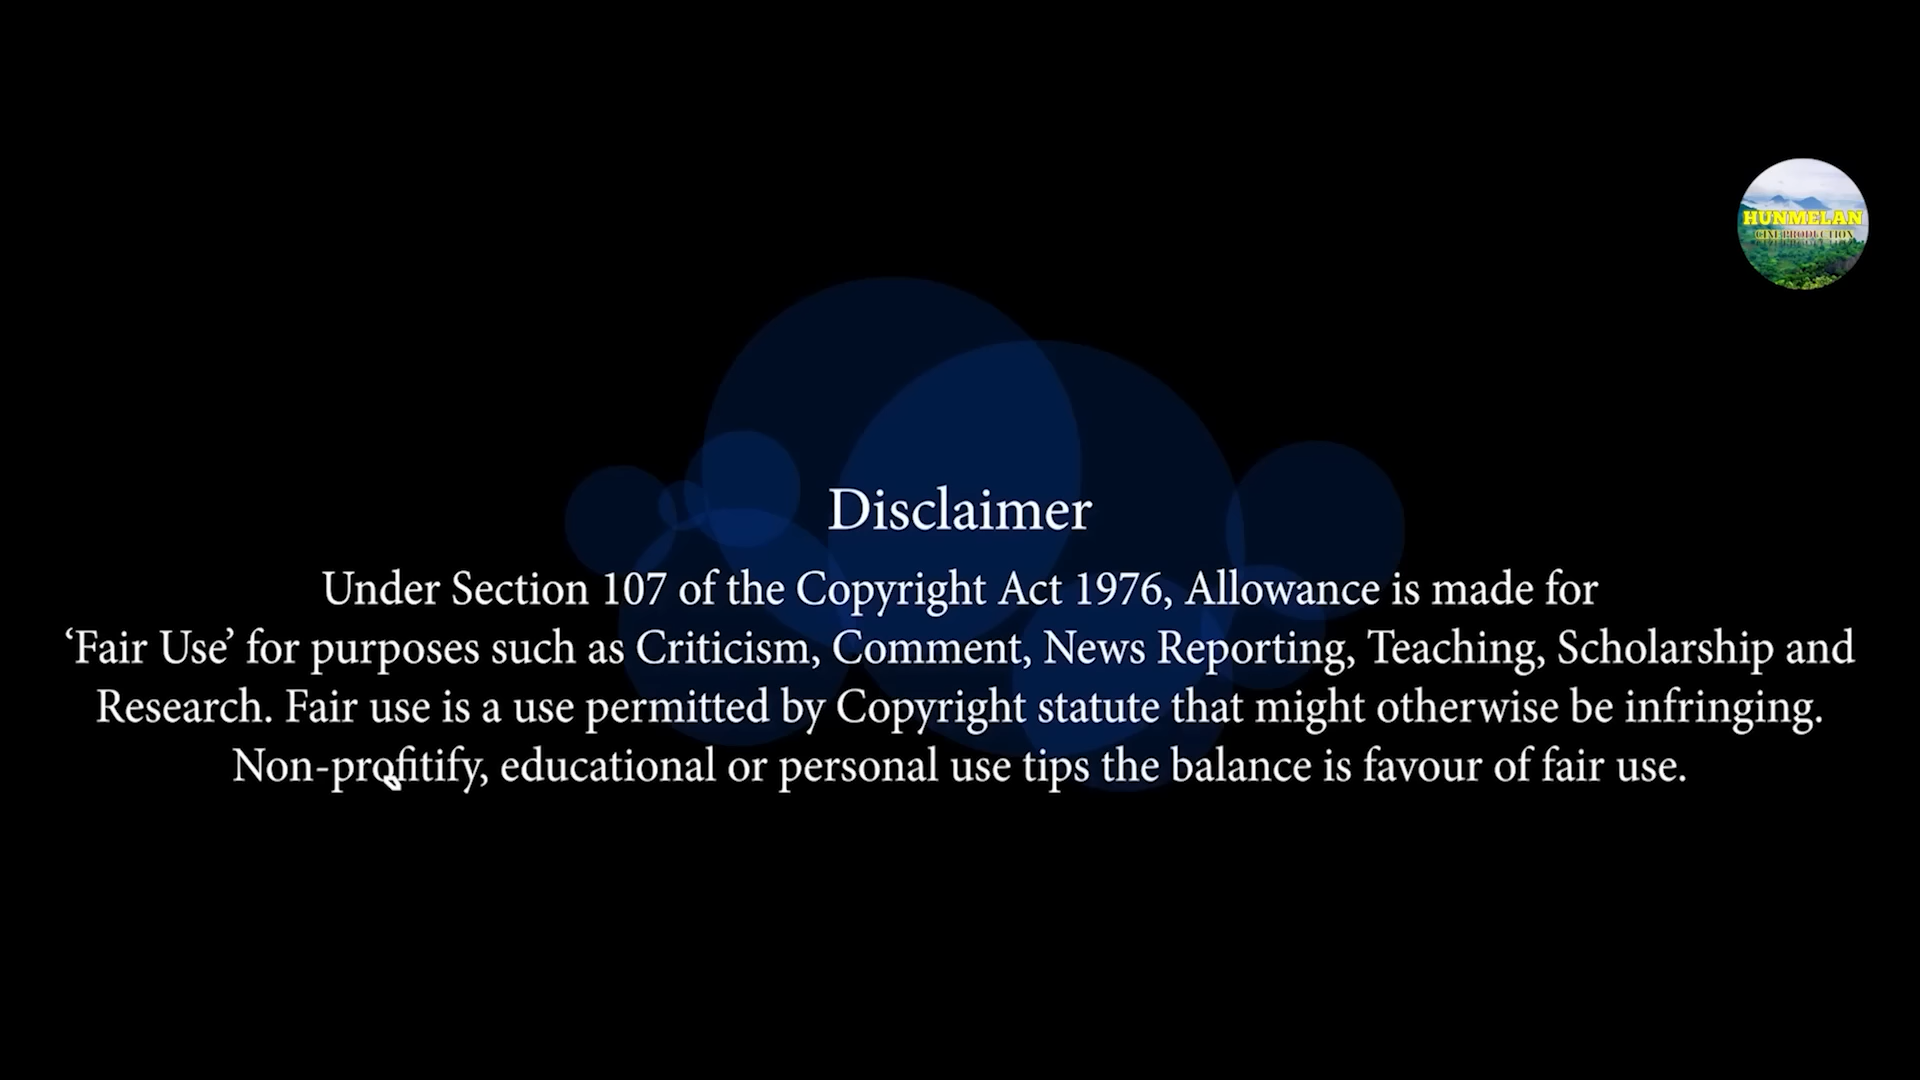 HUNMELAN
CINE PRODUCTION
Disclaimer
Under Section 107 of the Copyright Act 1976, Allowance is made for
‘Fair Use’ for purposes such as Criticism, Comment, News Reporting, Teaching, Scholarship and
Research. Fair use is a use permitted by Copyright statute that might otherwise be infringing.
Non-profitify, educational or personal use tips the balance is favour of fair use.